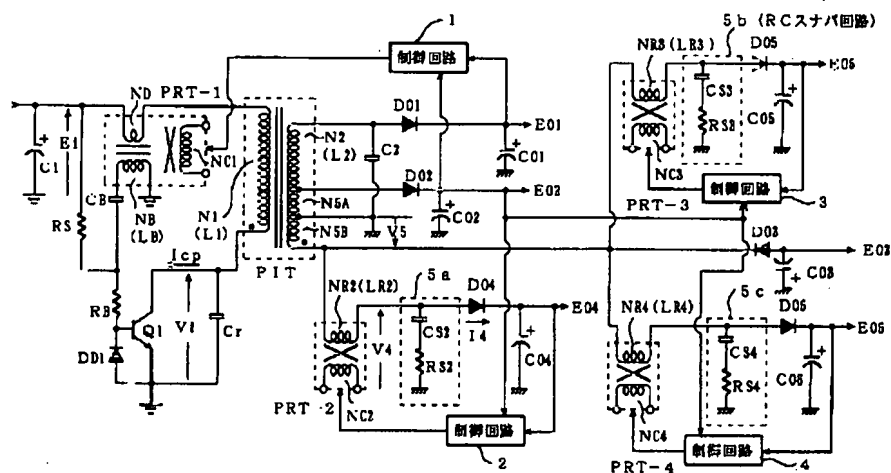 1
5b (RCスナバ回路)
制御回路
NR3(LR3)
D05
E05
ND
PRT-1
CS3
C05
RS3
D01
E01
N2
(L2)
C2
C01
E1
C1
NC1
NC3
制御回路
PRT-3
3
D02
E02
N5A
C02
N5B
V5
CB
NB
(LB)
N1
(L1)
RS
PIT
D03
E03
C03
Icp
NR2(LR2)
5a
D04
E04
5c
NR4(LR4)
D06
RB
Q1
V1
Cr
DD1
V4
CS2
I4
C04
RS2
CS4
C06
RS4
PRT-2
NC2
制御回路
2
NC4
制御回路
PRT-4
4